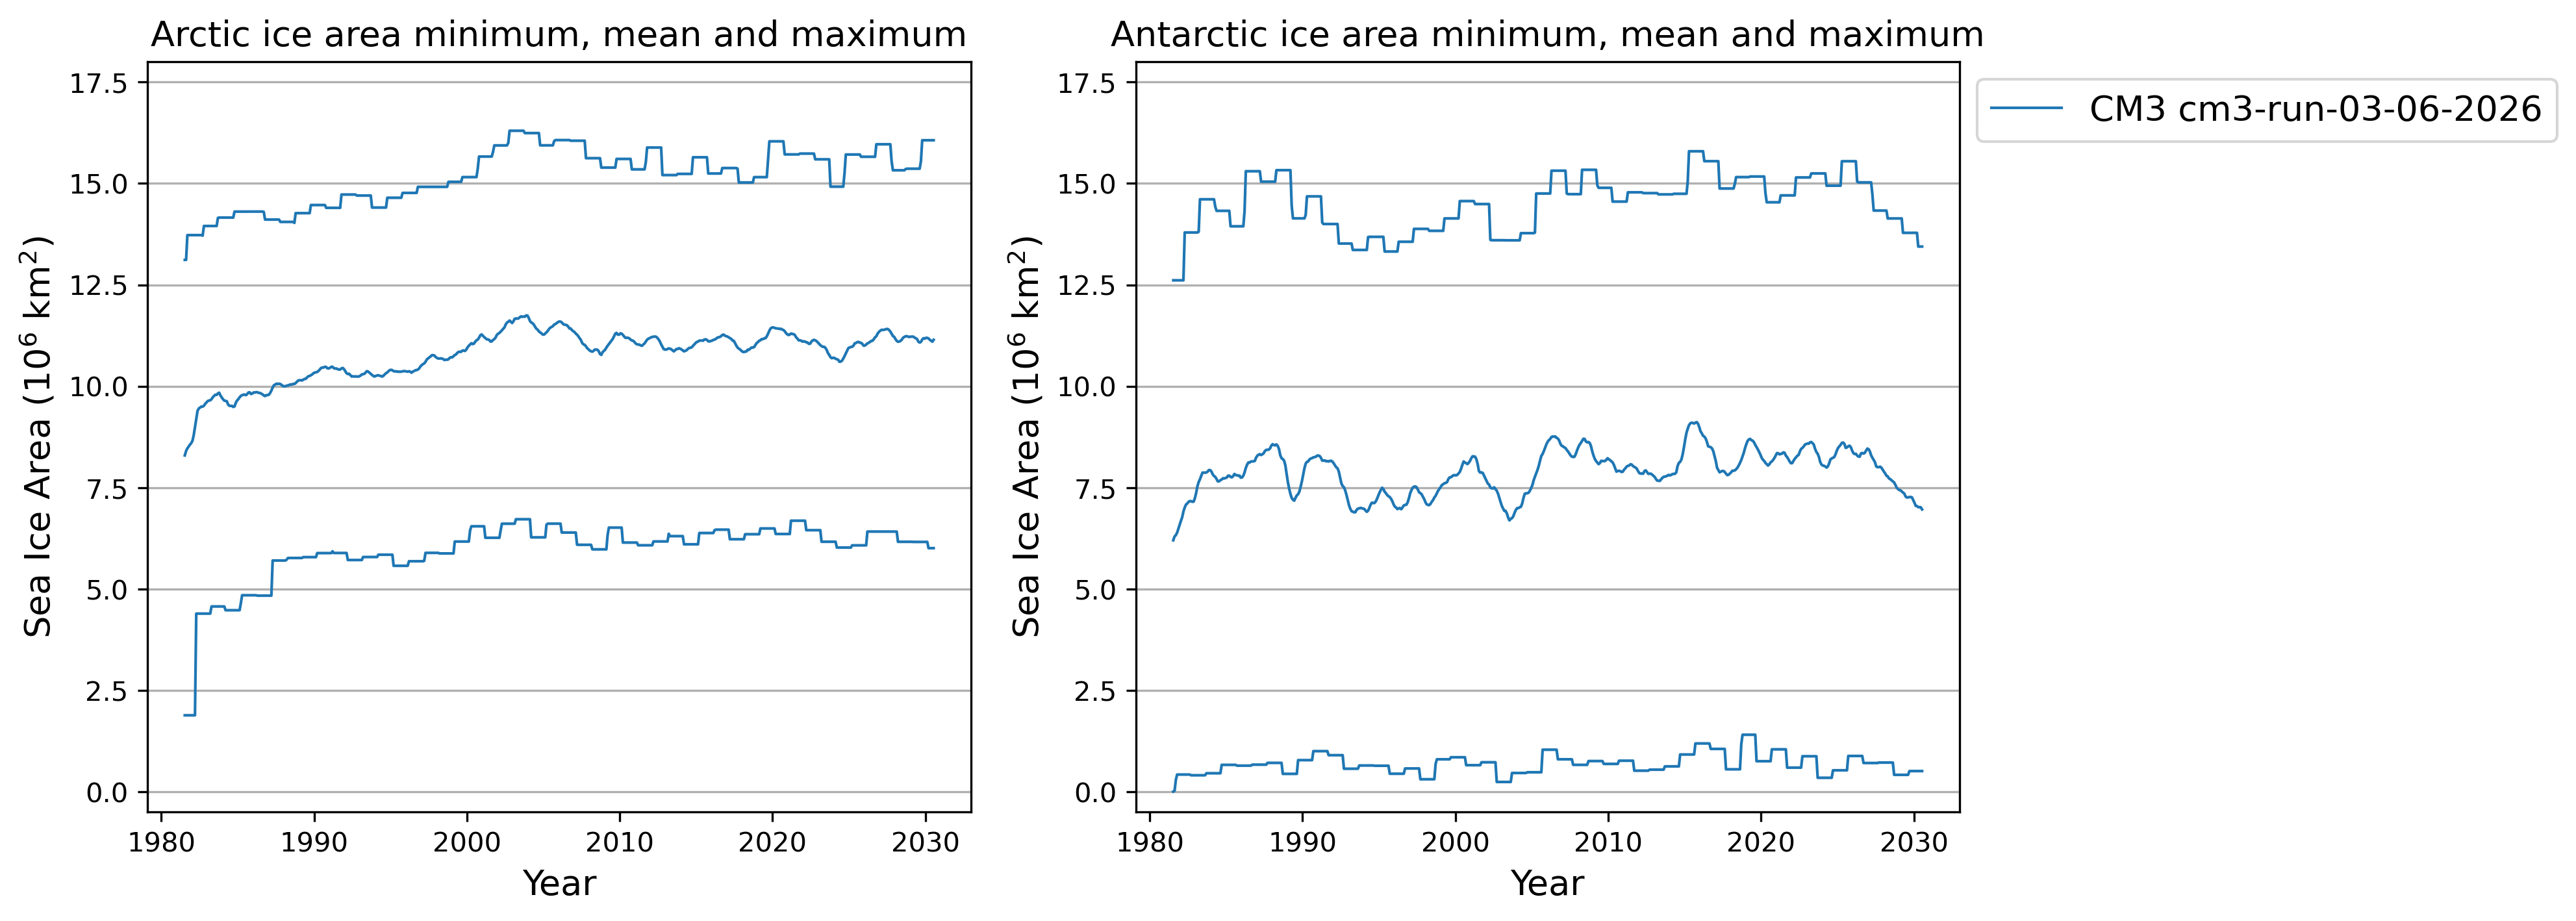 Arctic ice area minimum, mean and maximum
17.5
15.0
12.5
10.0
7.5
5.0
2.5
0.0
Sea Ice Area (10⁶ km²)
1980 1990 2000 2010 2020 2030
Year
Antarctic ice area minimum, mean and maximum
17.5
15.0
12.5
10.0
7.5
5.0
2.5
0.0
Sea Ice Area (10⁶ km²)
1980 1990 2000 2010 2020 2030
Year
CM3 cm3-run-03-06-2026